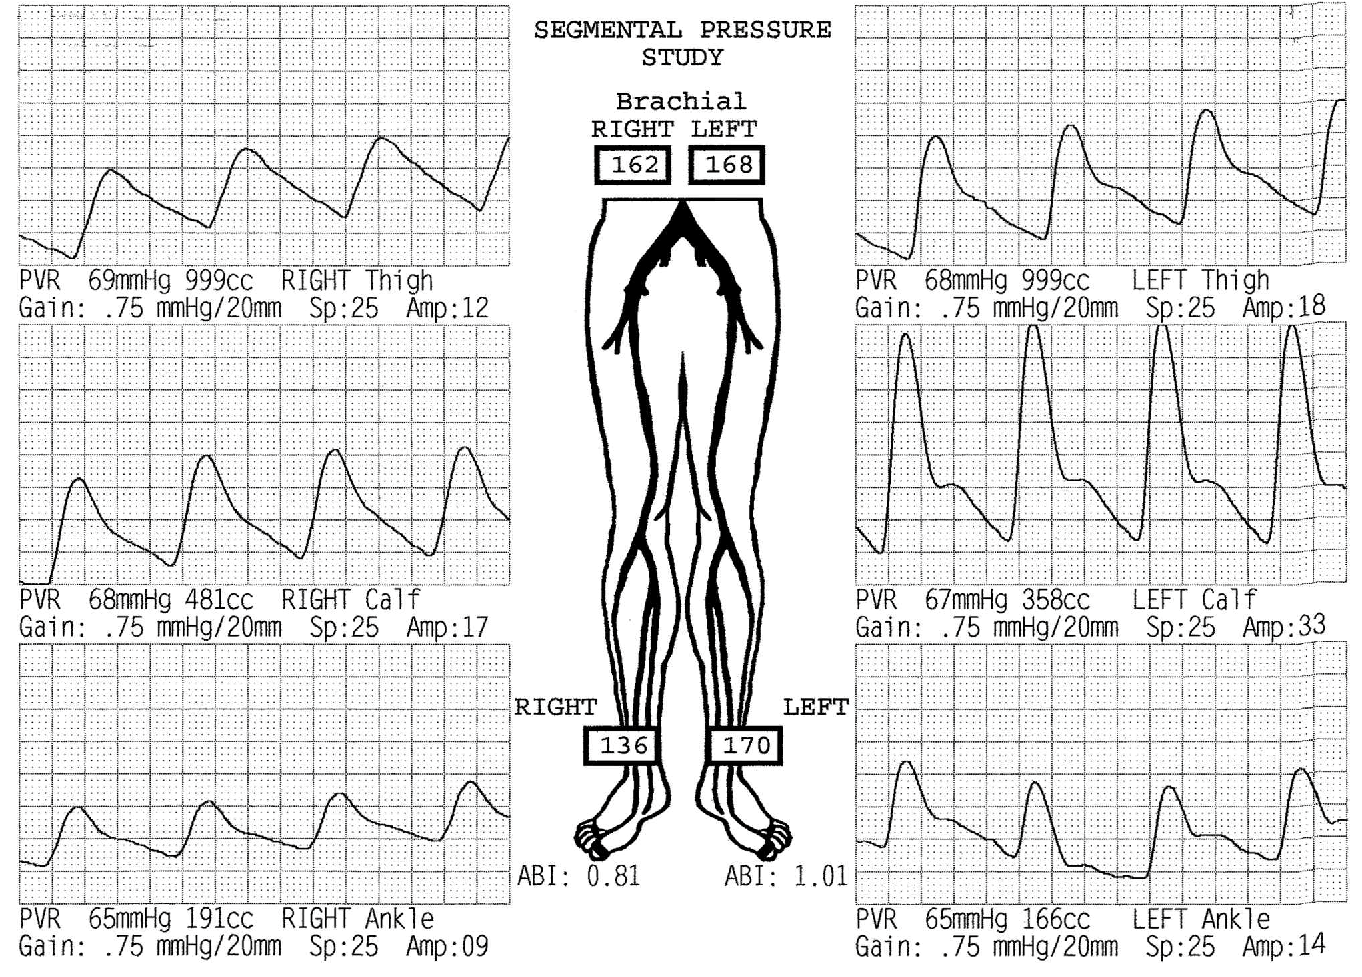 SEGMENTAL PRESSURE
STUDY
Brachial
RIGHT LEFT
162 168
PVR 69mmHg 999cc RIGHT Thigh
Gain: .75 mmHg/20mm Sp:25 Amp:12
PVR 68mmHg 999cc LEFT Thigh
Gain: .75 mmHg/20mm Sp:25 Amp:18
PVR 68mmHg 481cc RIGHT Calf
Gain: .75 mmHg/20mm Sp:25 Amp:17
PVR 67mmHg 358cc LEFT Calf
Gain: .75 mmHg/20mm Sp:25 Amp:33
RIGHT LEFT
136 170
ABI: 0.81 ABI: 1.01
PVR 65mmHg 191cc RIGHT Ankle
Gain: .75 mmHg/20mm Sp:25 Amp:09
PVR 65mmHg 166cc LEFT Ankle
Gain: .75 mmHg/20mm Sp:25 Amp:14